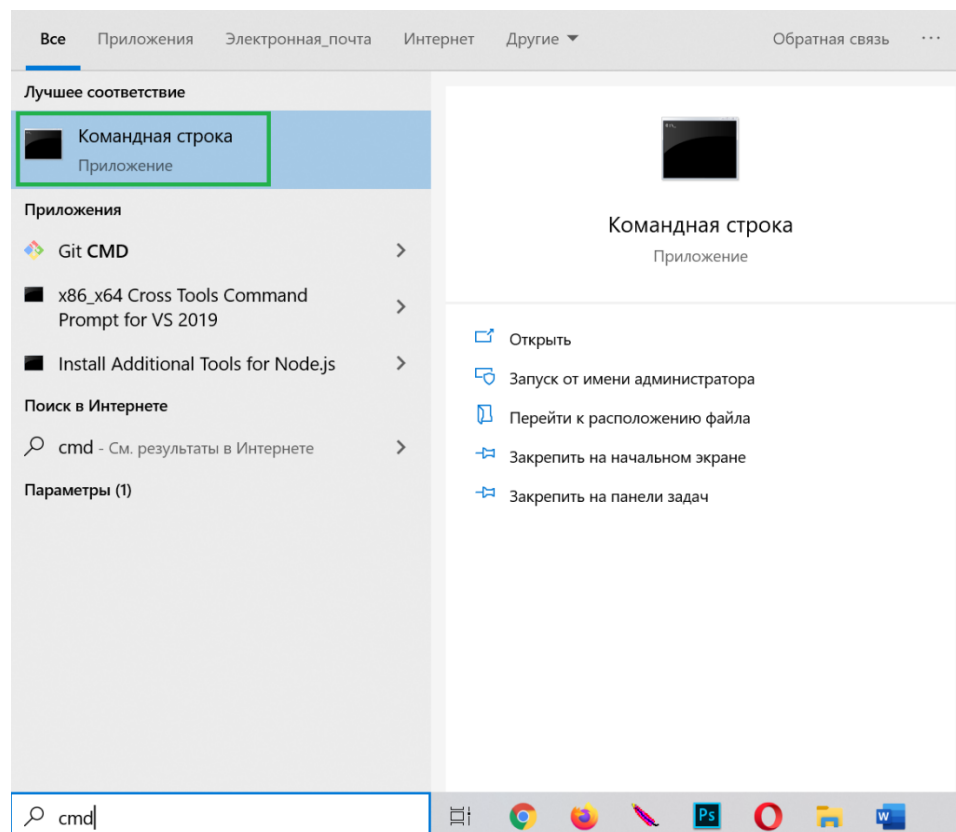 Все Приложения Электронная_почта Интернет Другие Обратная связь ...
Лучшее соответствие
Командная строка
Приложение
Приложения
Git CMD
x86_x64 Cross Tools Command
Prompt for VS 2019
Install Additional Tools for Node.js
Поиск в Интернете
cmd - См. результаты в Интернете
Параметры (1)
Командная строка
Приложение
Открыть
Запуск от имени администратора
Перейти к расположению файла
Закрепить на начальном экране
Закрепить на панели задач
cmd
Ps
W